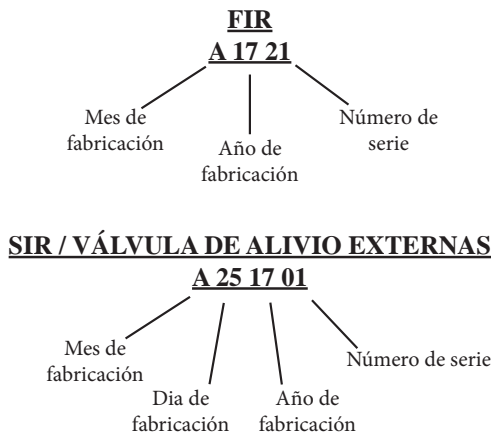 FIR
A 17 21
Mes de
fabricación
Año de
fabricación
Número de
serie
SIR / VÁLVULA DE ALIVIO EXTERNAS
A 25 17 01
Mes de
fabricación
Dia de
fabricación
Año de
fabricación
Número de serie